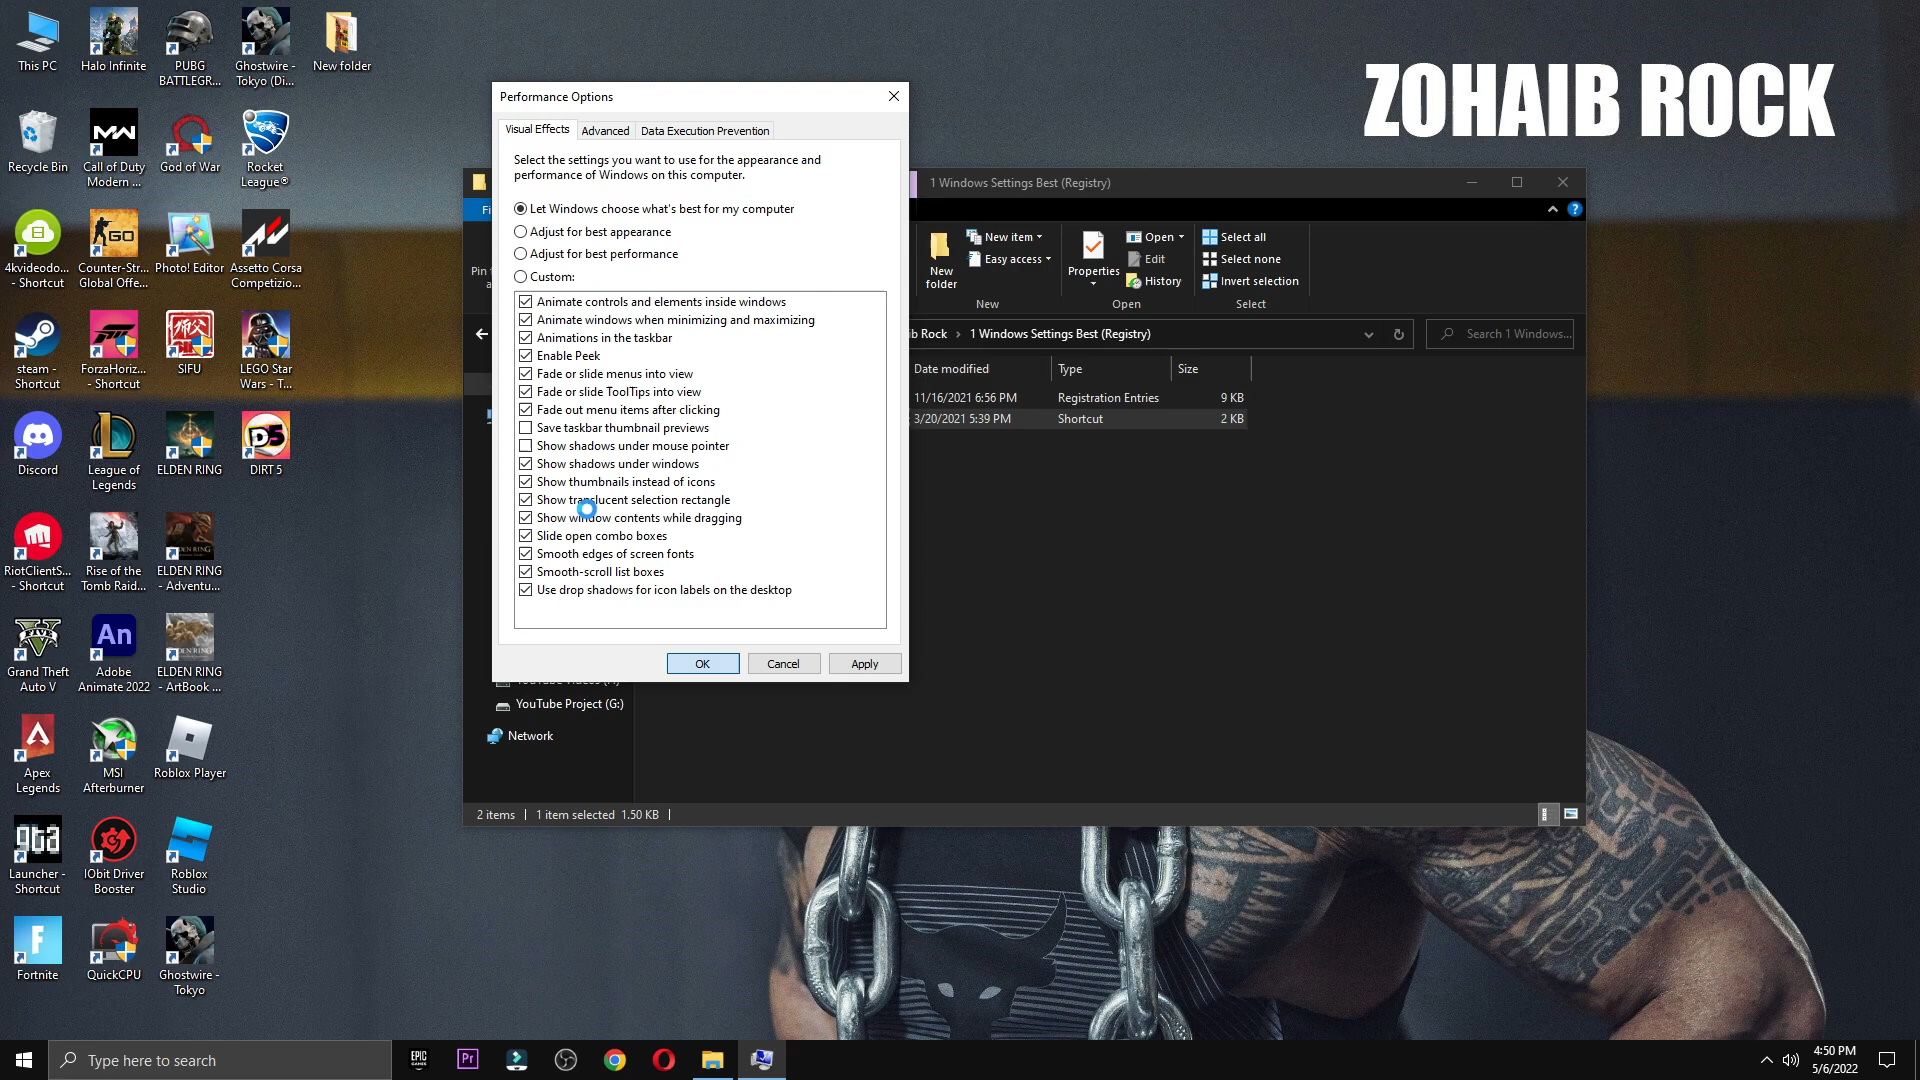 This PC
Halo Infinite
PUBG
BATTLEGR...
Ghostwire -
Tokyo (Di...
New folder
Recycle Bin
Call of Duty
Modern ...
God of War
Rocket
League®
4kvideodo...
- Shortcut
Counter-Str...
Global Offe...
Photo! Editor
Assetto Corsa
Competizio...
steam -
Shortcut
ForzaHoriz...
- Shortcut
SIFU
LEGO Star
Wars - T...
Discord
League of
Legends
ELDEN RING
DIRT 5
RiotClientS...
- Shortcut
Rise of the
Tomb Raid...
ELDEN RING
- Adventu...
Grand Theft
Auto V
Adobe
Animate 2022
ELDEN RING
- ArtBook ...
Apex
Legends
MSI
Afterburner
Roblox Player
Launcher -
Shortcut
IObit Driver
Booster
Roblox
Studio
Fortnite
QuickCPU
Ghostwire -
Tokyo
ZOHAIB ROCK
Performance Options
Visual Effects
Advanced
Data Execution Prevention
Select the settings you want to use for the appearance and
performance of Windows on this computer.
Let Windows choose what's best for my computer
Adjust for best appearance
Adjust for best performance
Custom:
Animate controls and elements inside windows
Animate windows when minimizing and maximizing
Animations in the taskbar
Enable Peek
Fade or slide menus into view
Fade or slide ToolTips into view
Fade out menu items after clicking
Save taskbar thumbnail previews
Show shadows under mouse pointer
Show shadows under windows
Show thumbnails instead of icons
Show translucent selection rectangle
Show window contents while dragging
Slide open combo boxes
Smooth edges of screen fonts
Smooth-scroll list boxes
Use drop shadows for icon labels on the desktop
OK
Cancel
Apply
1 Windows Settings Best (Registry)
Fi
Pin
New
folder
New item
Easy access
New
Properties
Open
Edit
History
Open
Select all
Select none
Invert selection
Select
ib Rock > 1 Windows Settings Best (Registry)
Search 1 Windows...
Date modified
Type
Size
11/16/2021 6:56 PM
Registration Entries
9 KB
3/20/2021 5:39 PM
Shortcut
2 KB
YouTube Project (G:)
Network
2 items
1 item selected 1.50 KB
Type here to search
EPIC
GAMES
Pr
4:50 PM
5/6/2022